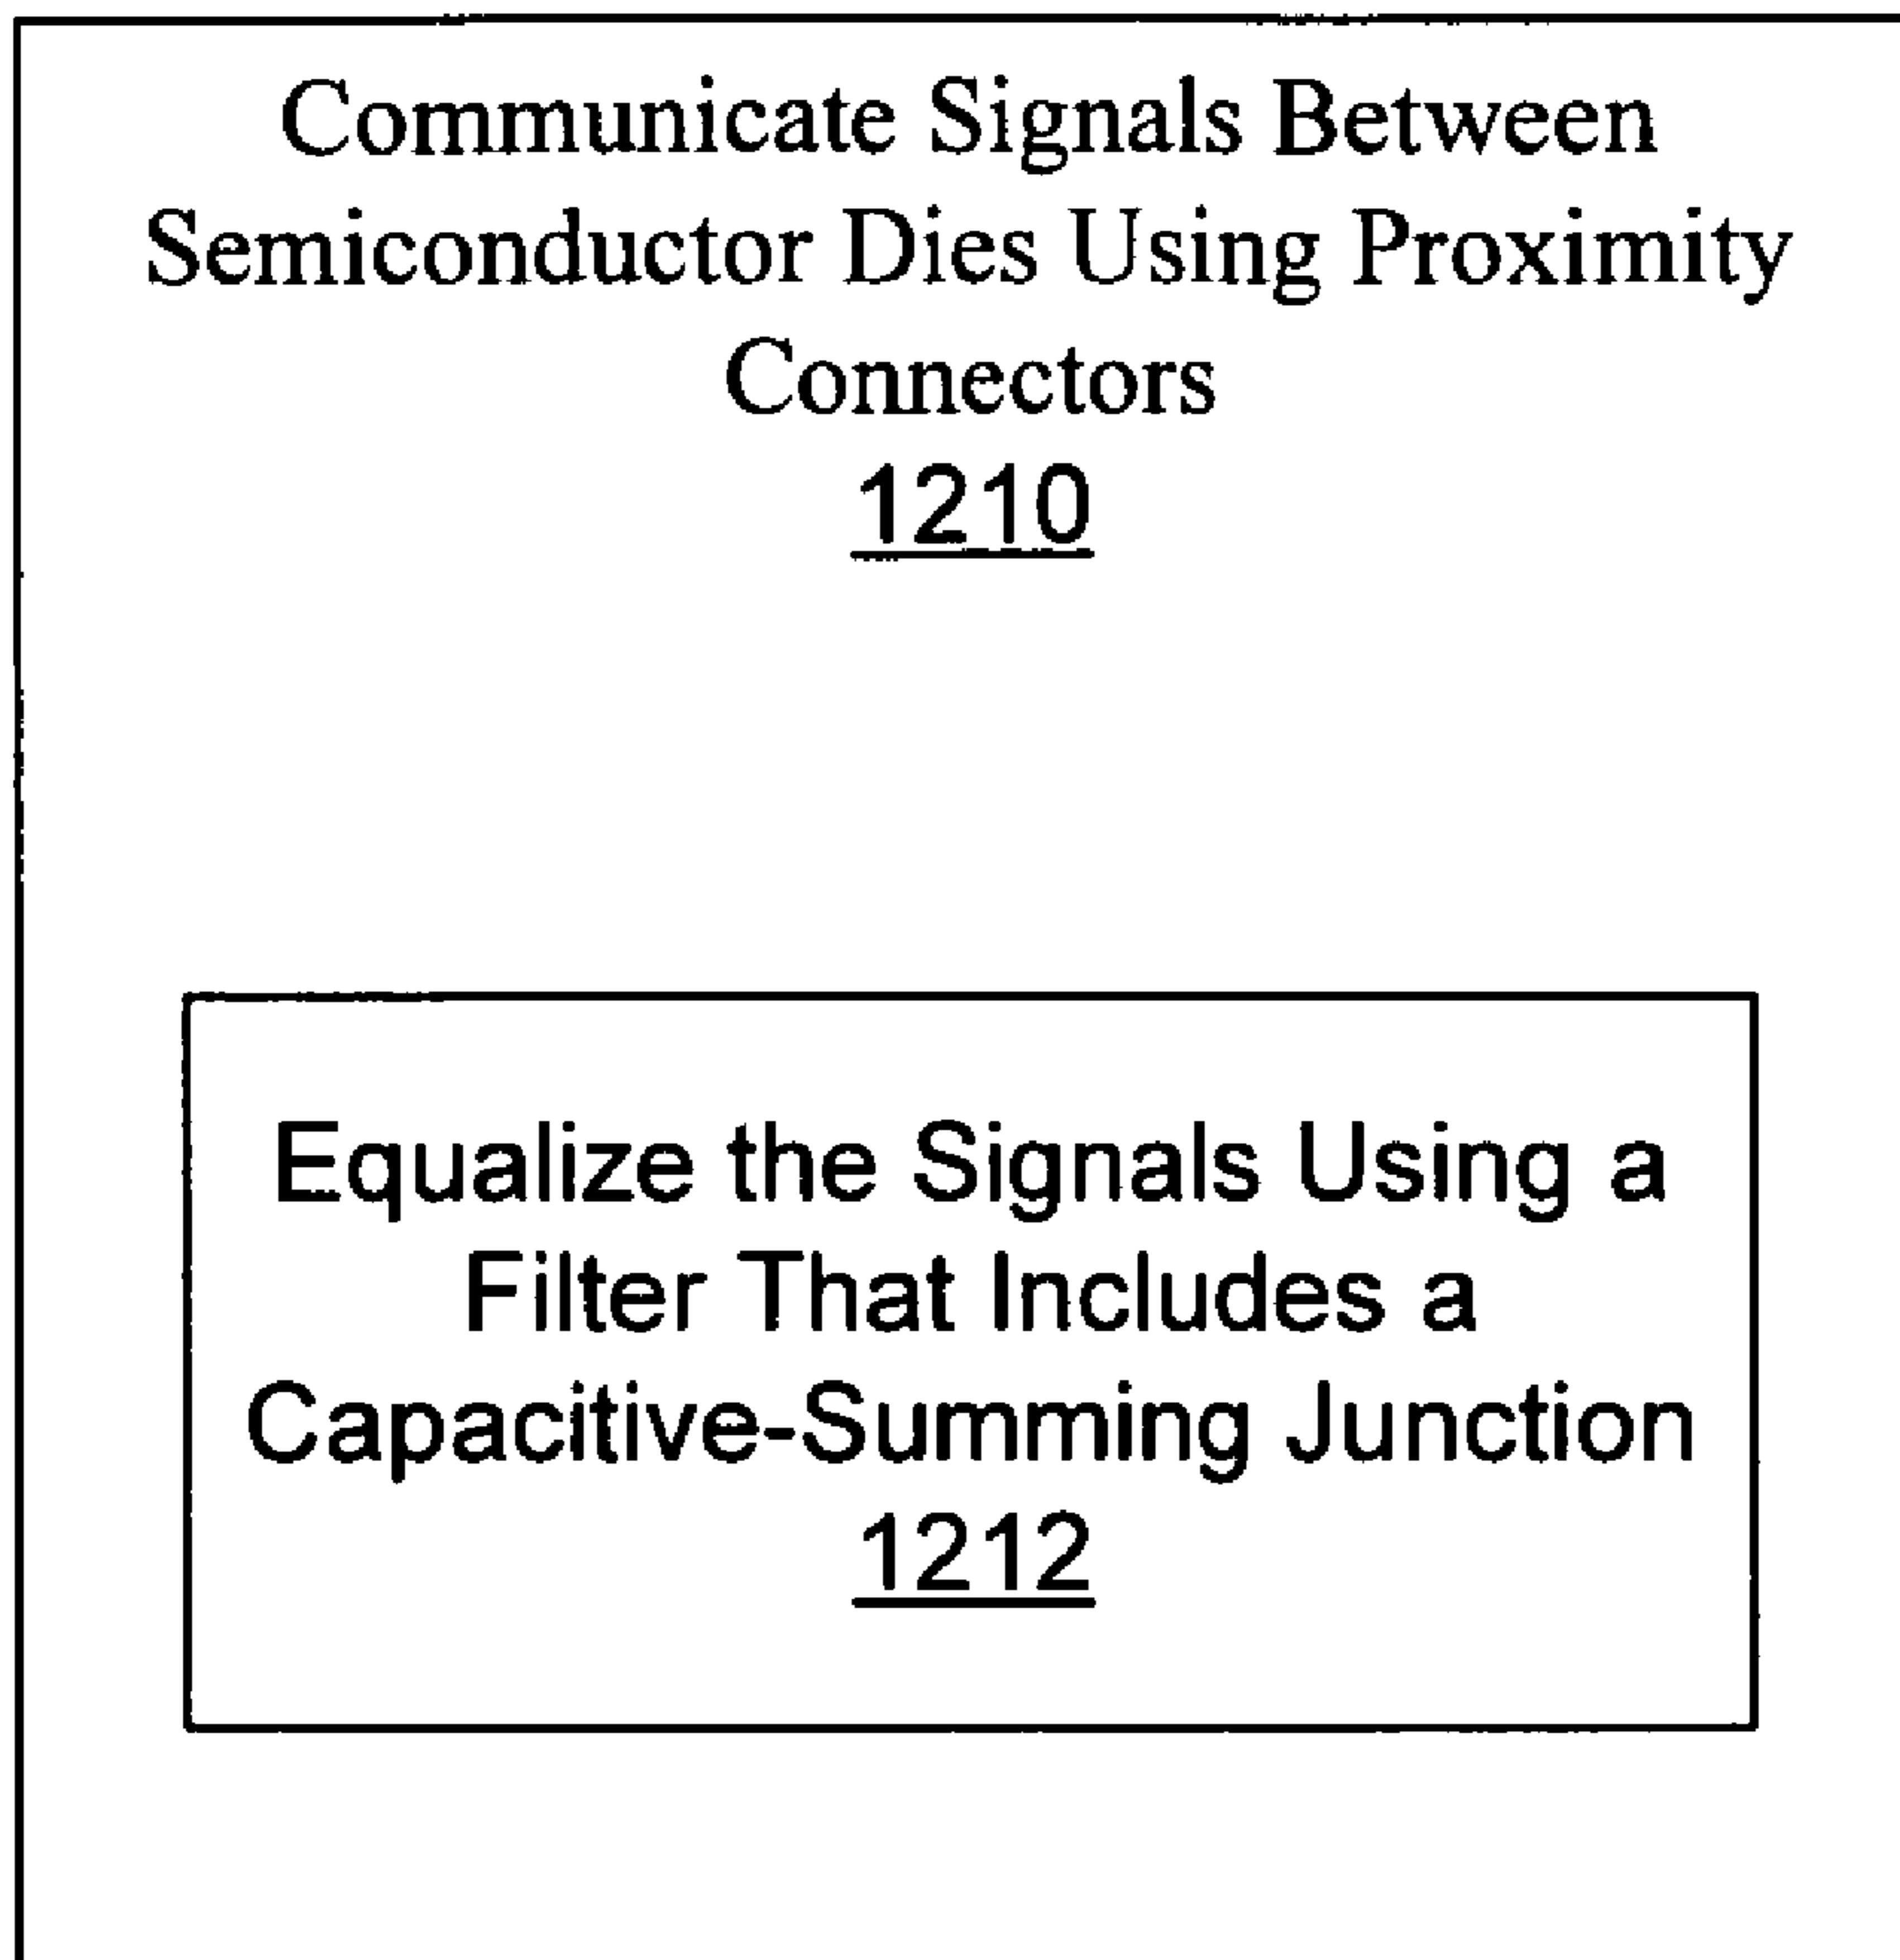 Communicate Signals Between
Semiconductor Dies Using Proximity
Connectors
1210
Equalize the Signals Using a
Filter That Includes a
Capacitive-Summing Junction
1212